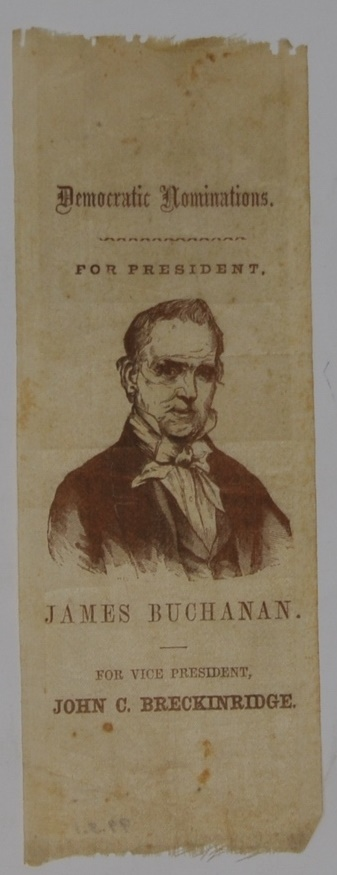 Democratic Nominations.
FOR PRESIDENT,
JAMES BUCHANAN.
FOR VICE PRESIDENT,
JOHN C. BRECKINRIDGE.